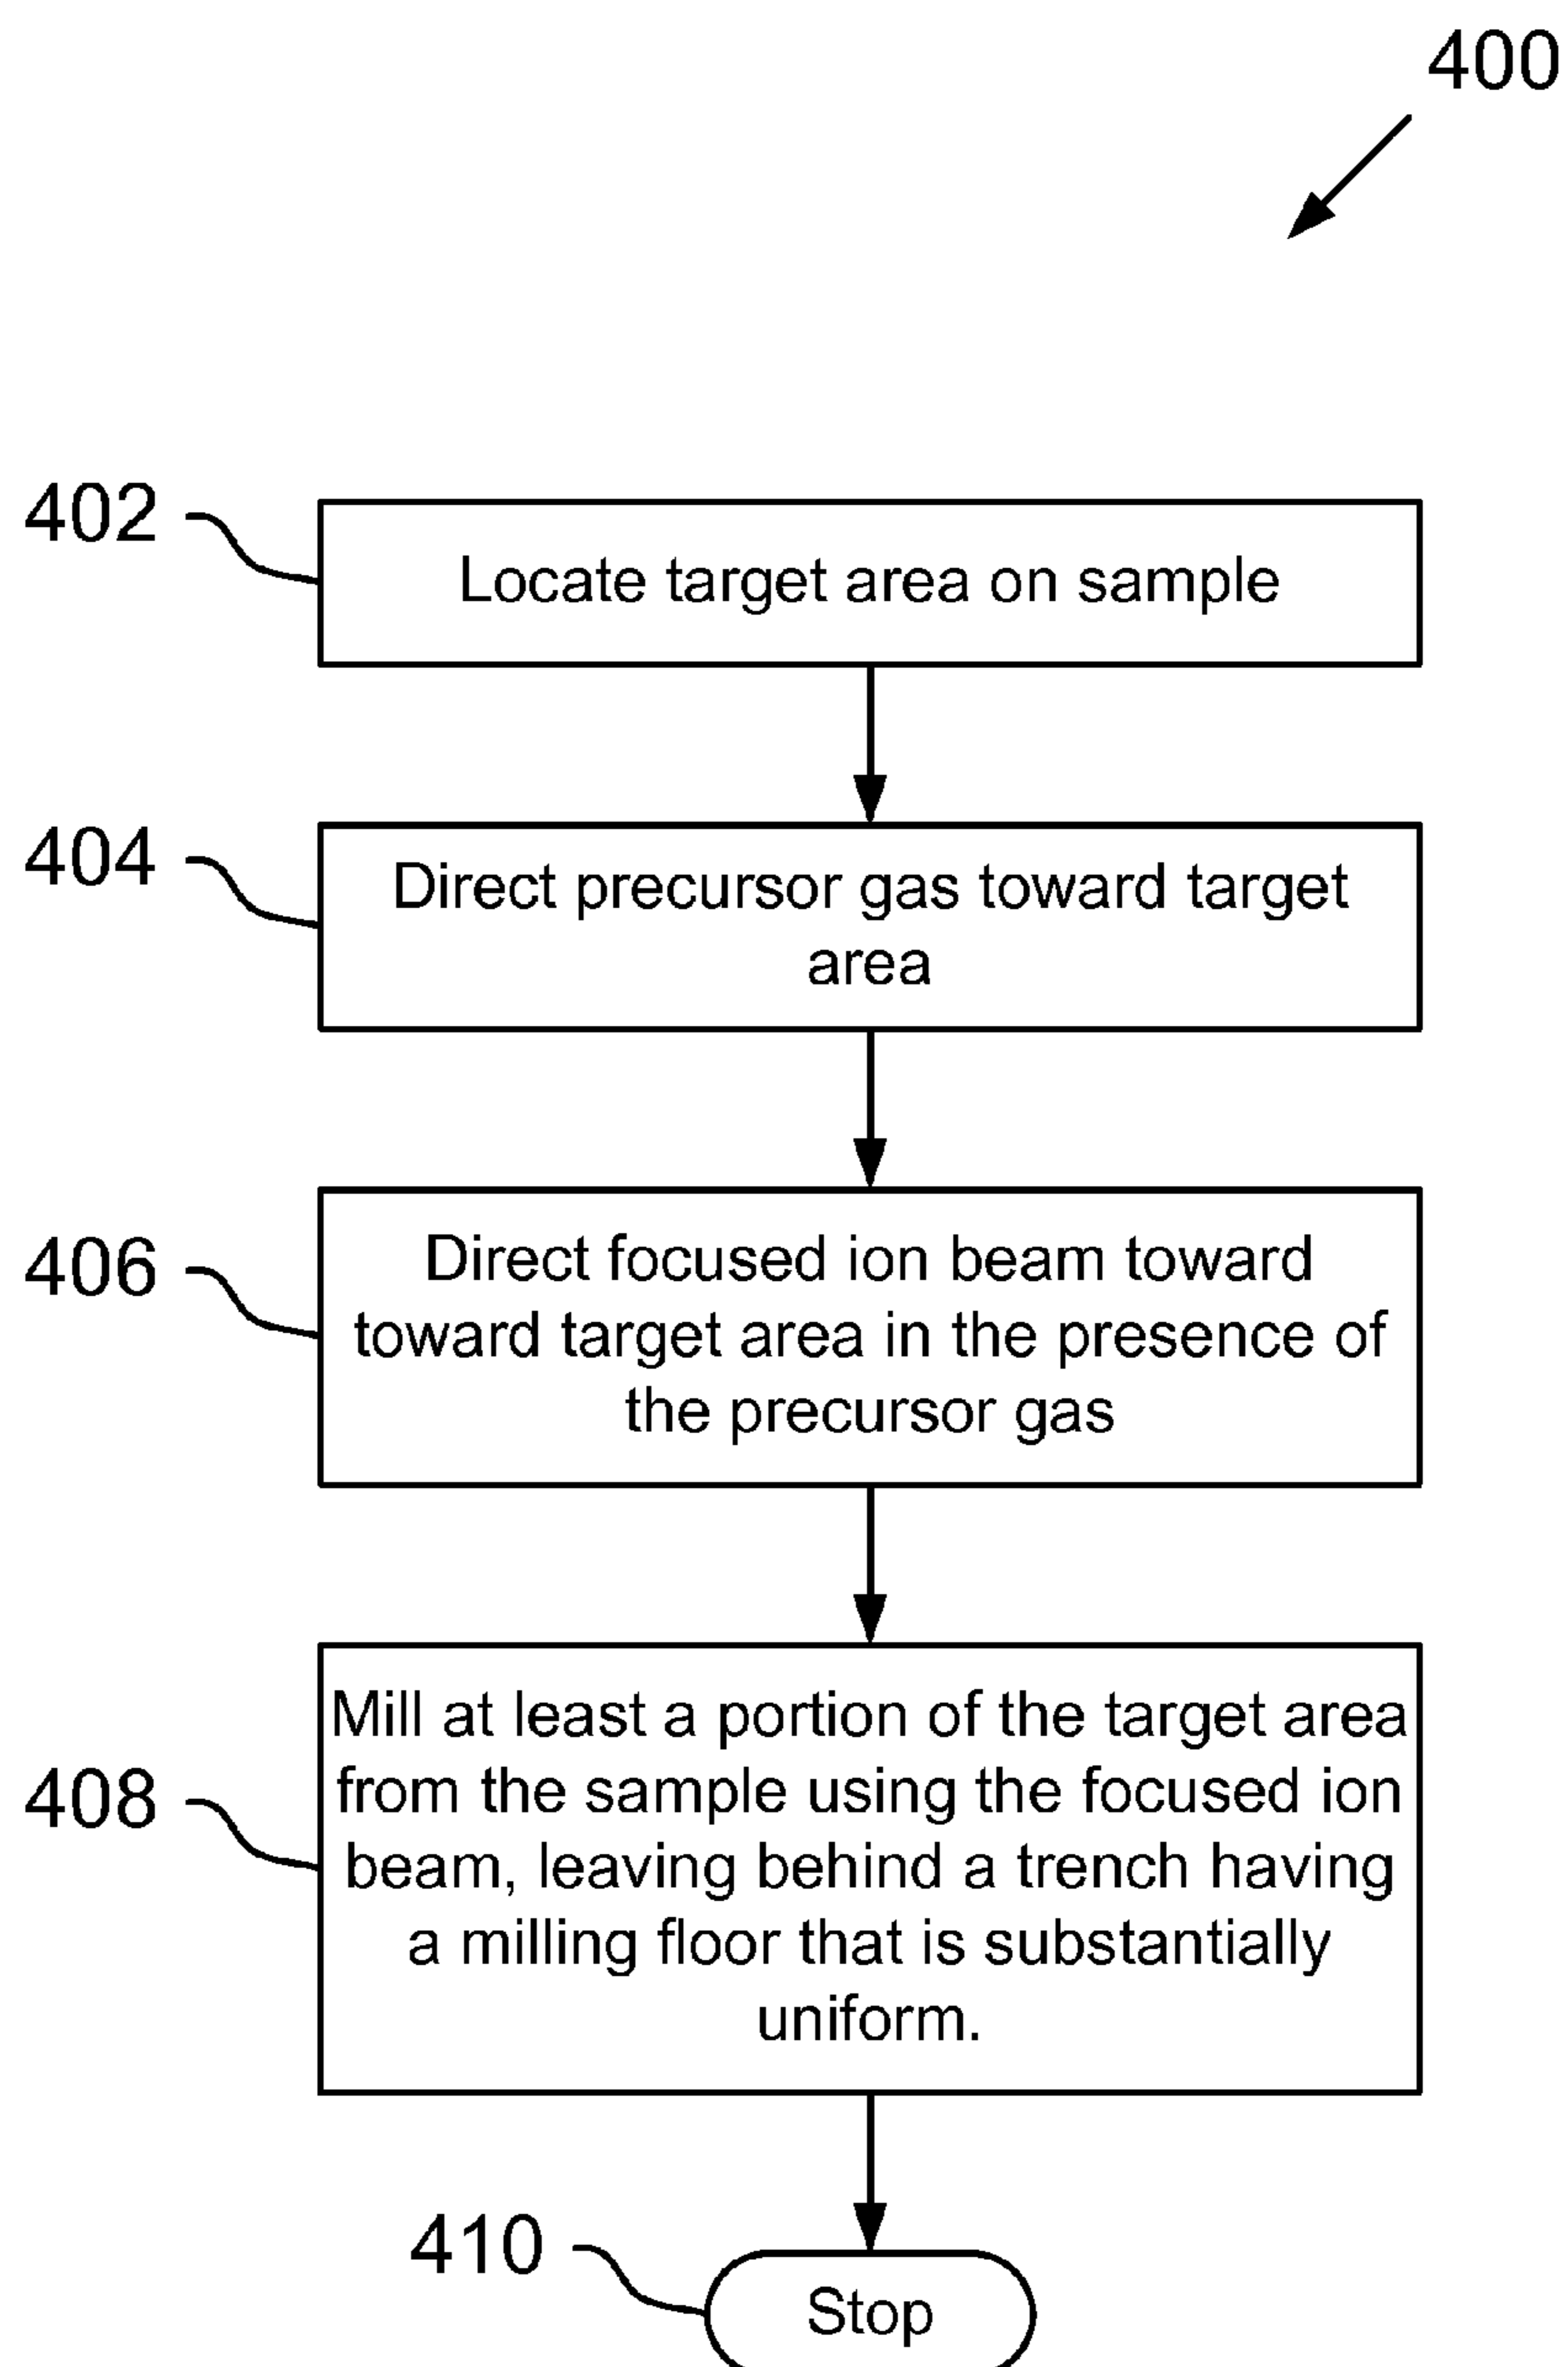 400
402
Locate target area on sample
404
Direct precursor gas toward target
area
406
Direct focused ion beam toward
toward target area in the presence of
the precursor gas
408
Mill at least a portion of the target area
from the sample using the focused ion
beam, leaving behind a trench having
a milling floor that is substantially
uniform.
410
Stop